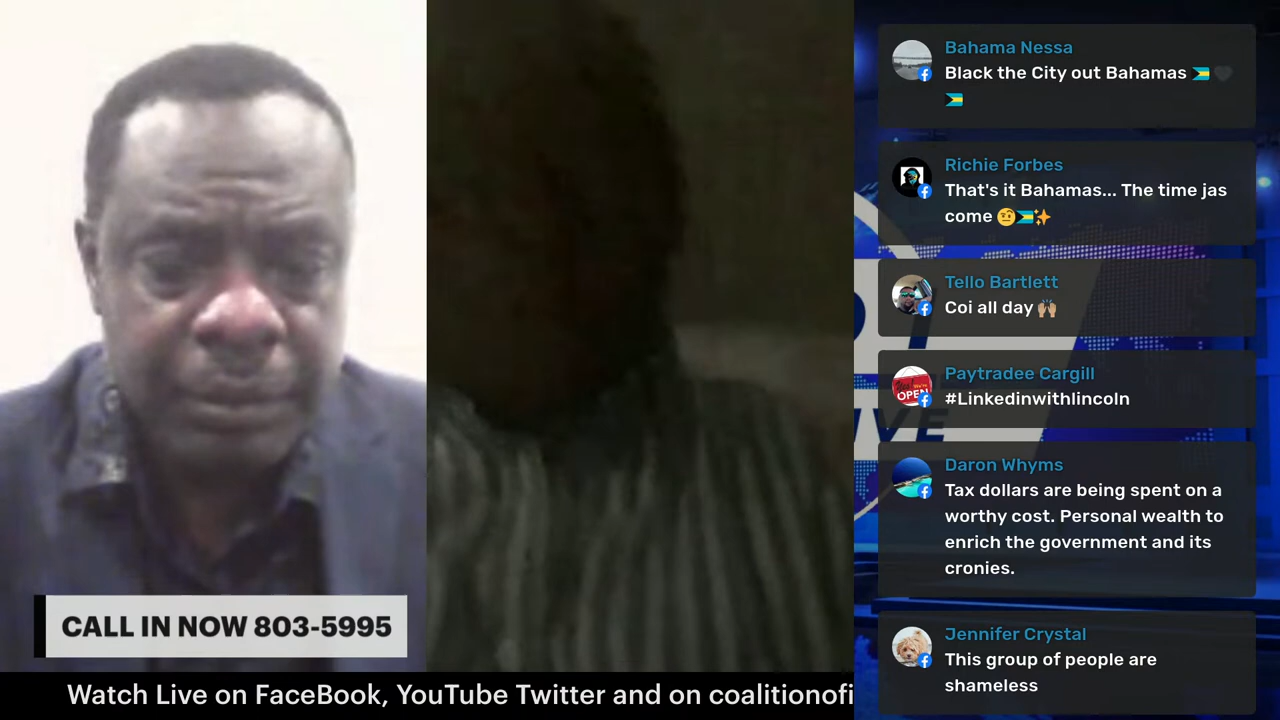 CALL IN NOW 803-5995
Watch Live on FaceBook, YouTube Twitter and on coalitionofi
Bahama Nessa
Black the City out Bahamas 🇧🇸🖤
🇧🇸
Richie Forbes
That's it Bahamas... The time jas
come 🤨🇧🇸✨
Tello Bartlett
Coi all day 🙌🏽
Paytradee Cargill
#Linkedinwithlincoln
Daron Whyms
Tax dollars are being spent on a
worthy cost. Personal wealth to
enrich the government and its
cronies.
Jennifer Crystal
This group of people are
shameless
OPEN